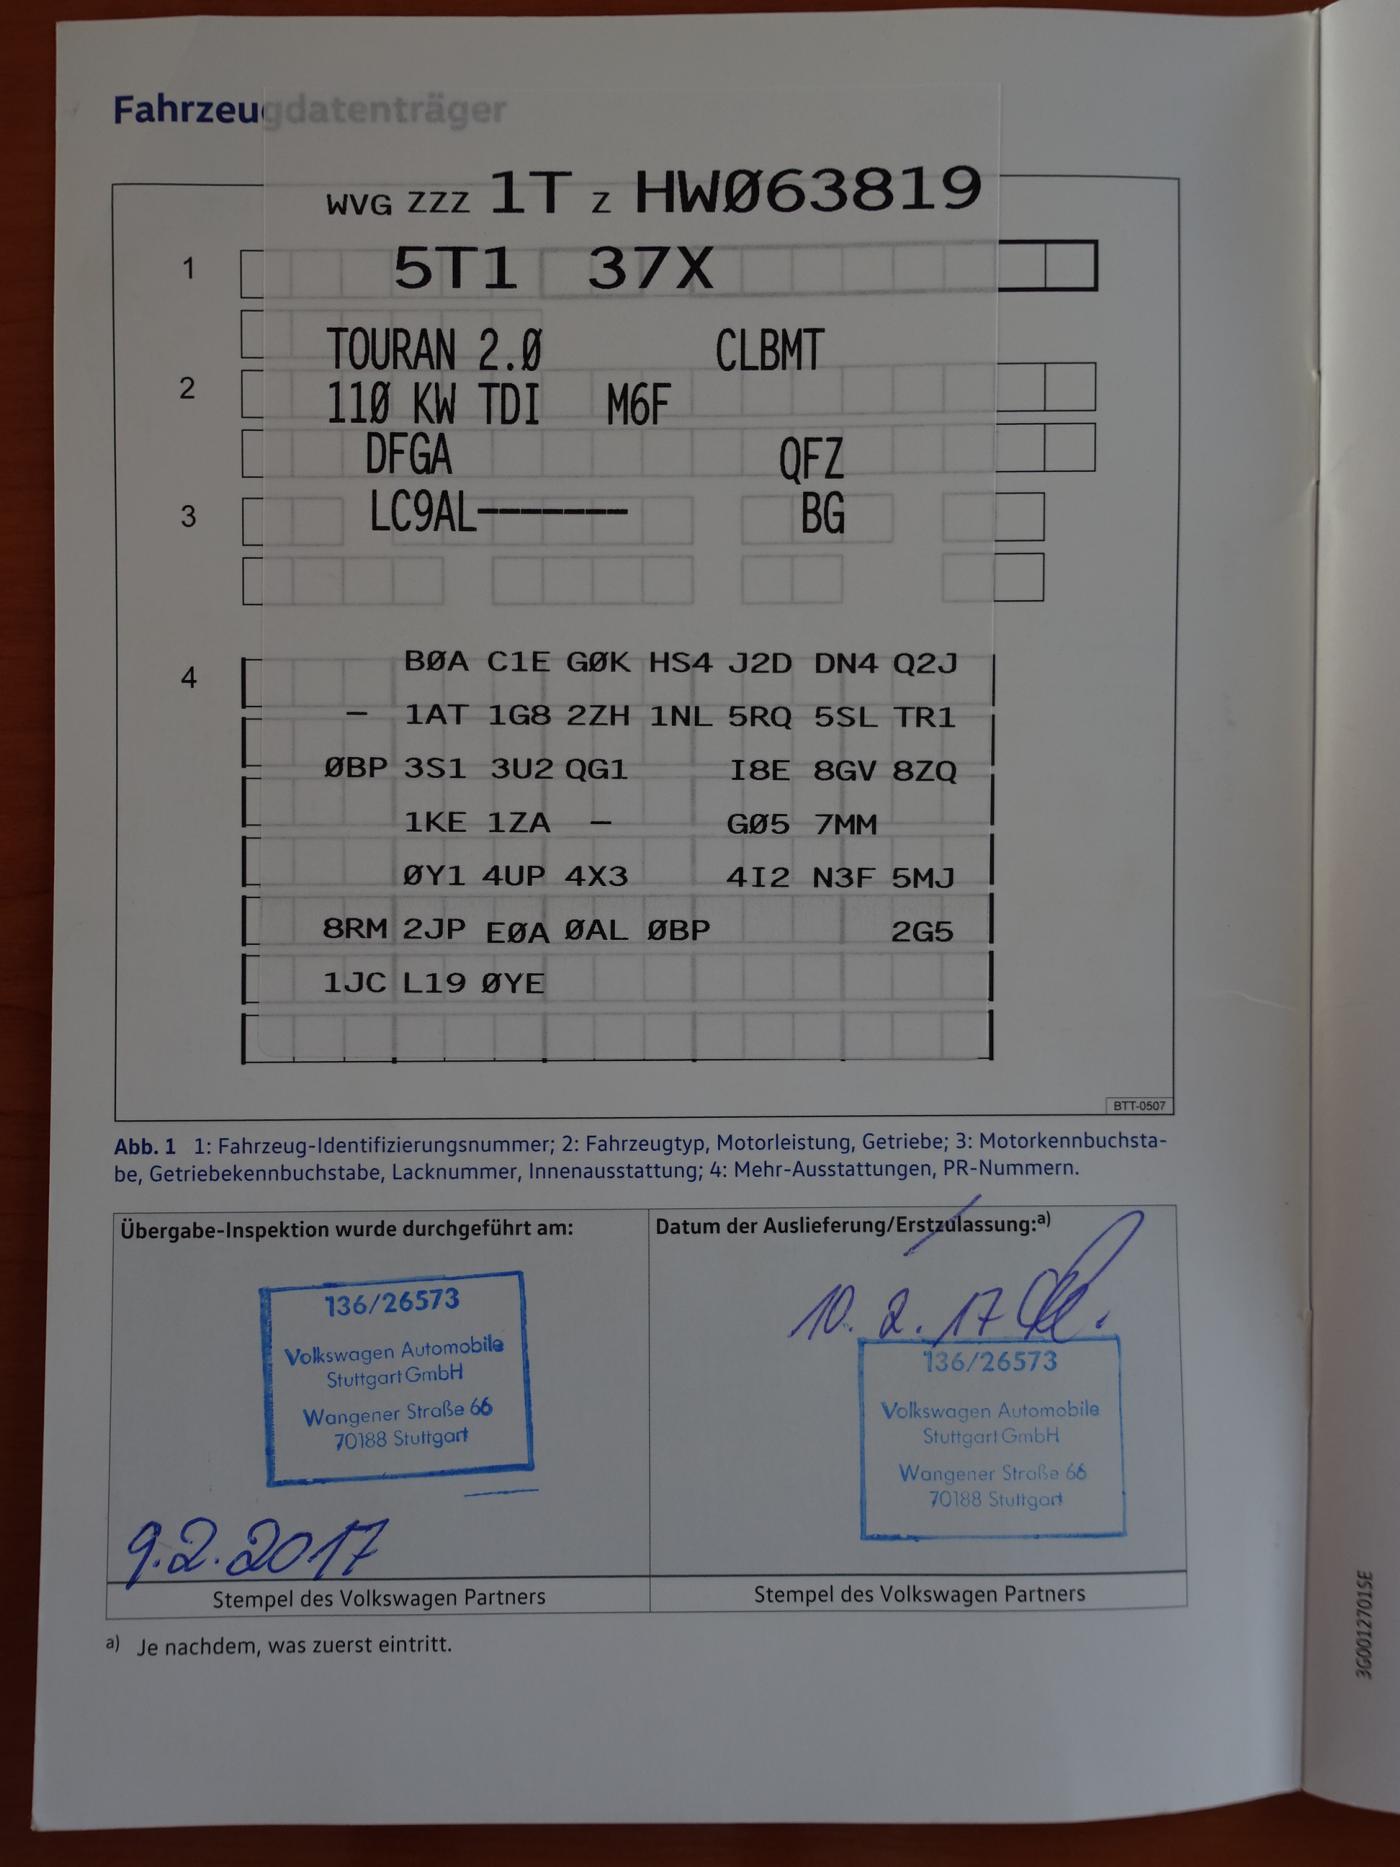 Fahrzeugdatenträger
WVG ZZZ 1T Z HWØ63819
1 5T1 37X
TOURAN 2.Ø CLBMT
2 11Ø KW TDI M6F
DFGA QFZ
3 LC9AL------- BG
4 BØA C1E GØK HS4 J2D DN4 Q2J
– 1AT 1G8 2ZH 1NL 5RQ 5SL TR1
ØBP 3S1 3U2 QG1 I8E 8GV 8ZQ
1KE 1ZA – GØ5 7MM
ØY1 4UP 4X3 4I2 N3F 5MJ
8RM 2JP EØA ØAL ØBP 2G5
1JC L19 ØYE
BTT-0507
Abb. 1 1: Fahrzeug-Identifizierungsnummer; 2: Fahrzeugtyp, Motorleistung, Getriebe; 3: Motorkennbuchsta-
be, Getriebekennbuchstabe, Lacknummer, Innenausstattung; 4: Mehr-Ausstattungen, PR-Nummern.
Übergabe-Inspektion wurde durchgeführt am:
136/26573
Volkswagen Automobile
Stuttgart GmbH
Wangener Straße 66
70188 Stuttgart
9.2.2017
Stempel des Volkswagen Partners
Datum der Auslieferung/Erstzulassung:a)
10. 2. 17
136/26573
Volkswagen Automobile
Stuttgart GmbH
Wangener Straße 66
70188 Stuttgart
Stempel des Volkswagen Partners
a) Je nachdem, was zuerst eintritt.
3G0012701SE